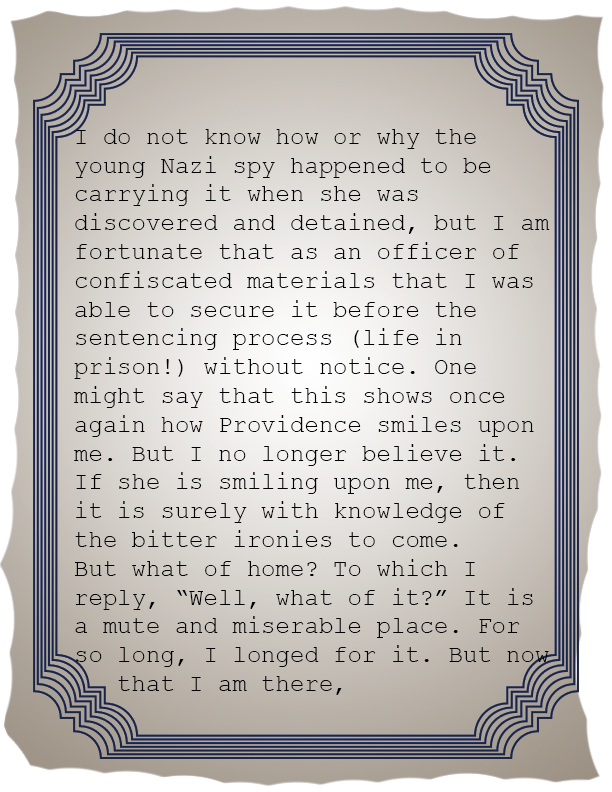 I do not know how or why the
young Nazi spy happened to be
carrying it when she was
discovered and detained, but I am
fortunate that as an officer of
confiscated materials that I was
able to secure it before the
sentencing process (life in
prison!) without notice. One
might say that this shows once
again how Providence smiles upon
me. But I no longer believe it.
If she is smiling upon me, then
it is surely with knowledge of
the bitter ironies to come.
But what of home? To which I
reply, “Well, what of it?” It is
a mute and miserable place. For
so long, I longed for it. But now
that I am there,